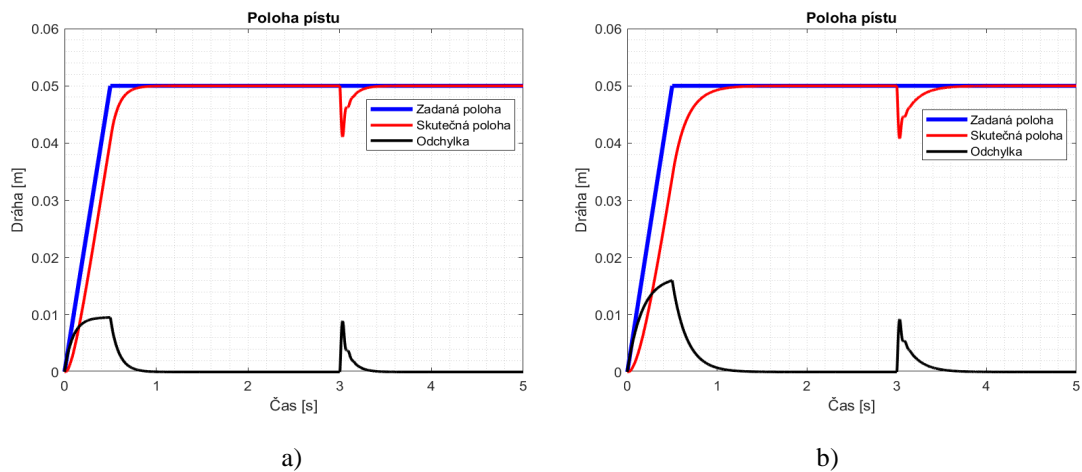 Poloha pístu
0.06
0.05
0.04
0.03
0.02
0.01
0
Dráha [m]
Zadaná poloha
Skutečná poloha
Odchylka
0 1 2 3 4 5
Čas [s]
a)
Poloha pístu
0.06
0.05
0.04
0.03
0.02
0.01
0
Dráha [m]
Zadaná poloha
Skutečná poloha
Odchylka
0 1 2 3 4 5
Čas [s]
b)